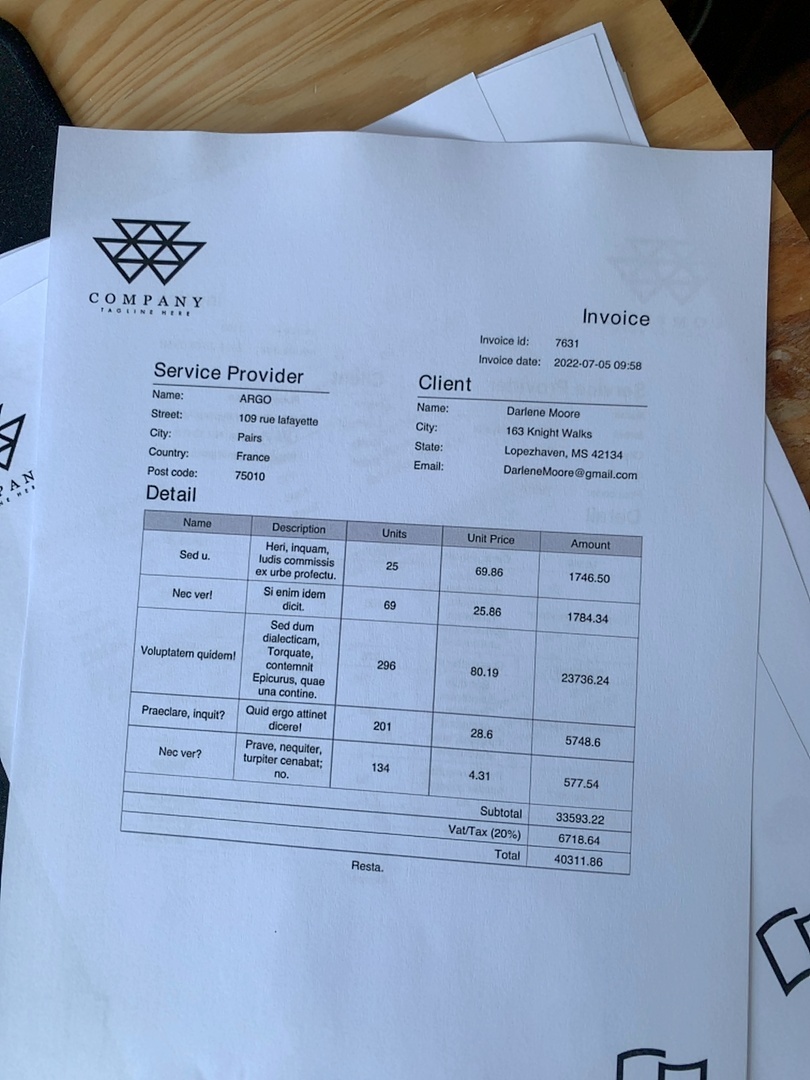 COMPANY
TAGLINE HERE
Invoice
Invoice id: 7631
Invoice date: 2022-07-05 09:58
Service Provider
Name: ARGO
Street: 109 rue lafayette
City: Pairs
Country: France
Post code: 75010
Client
Name: Darlene Moore
City: 163 Knight Walks
State: Lopezhaven, MS 42134
Email: DarleneMoore@gmail.com
Detail
Name Description Units Unit Price Amount
Sed u. Heri, inquam,
ludis commissis
ex urbe profectu. 25 69.86 1746.50
Nec ver! Si enim idem
dicit. 69 25.86 1784.34
Voluptatem quidem! Sed dum
dialecticam,
Torquate,
contemnit
Epicurus, quae
una contine. 296 80.19 23736.24
Praeclare, inquit? Quid ergo attinet
dicere! 201 28.6 5748.6
Nec ver? Prave, nequiter,
turpiter cenabat;
no. 134 4.31 577.54
Subtotal 33593.22
Vat/Tax (20%) 6718.64
Total 40311.86
Resta.